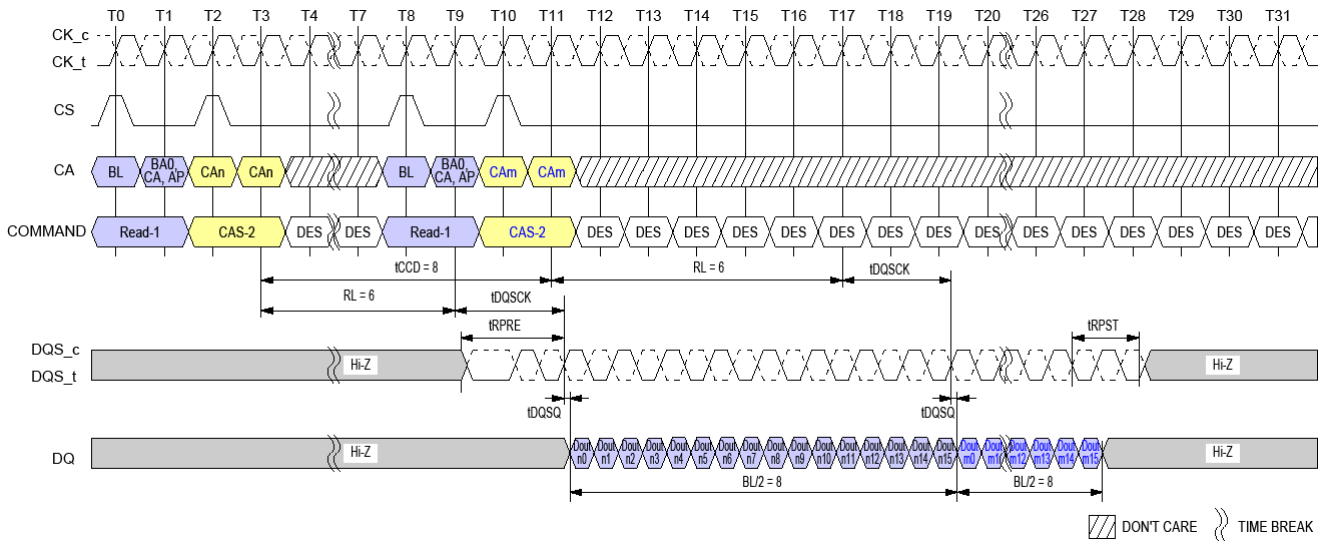 T0 T1 T2 T3 T4 T7 T8 T9 T10 T11 T12 T13 T14 T15 T16 T17 T18 T19 T20 T26 T27 T28 T29 T30 T31
CK_c
CK_t
CS
CA BL BA0, CA, AP CAn CAn BL BA0, CA, AP CAm CAm
COMMAND Read-1 CAS-2 DES DES Read-1 CAS-2 DES DES DES DES DES DES DES DES DES DES DES DES DES DES DES
tCCD = 8 RL = 6 tDQSCK
RL = 6 tDQSCK
tRPRE tRPST
DQS_c
DQS_t
Hi-Z Hi-Z
tDQSQ tDQSQ
DQ Hi-Z Dout n0 Dout n1 Dout n2 Dout n3 Dout n4 Dout n5 Dout n6 Dout n7 Dout n8 Dout n9 Dout n10 Dout n11 Dout n12 Dout n13 Dout n14 Dout n15 Dout m0 Dout Dout m12 Dout m13 Dout m14 Dout m15 Hi-Z
BL/2 = 8 BL/2 = 8
DON'T CARE TIME BREAK